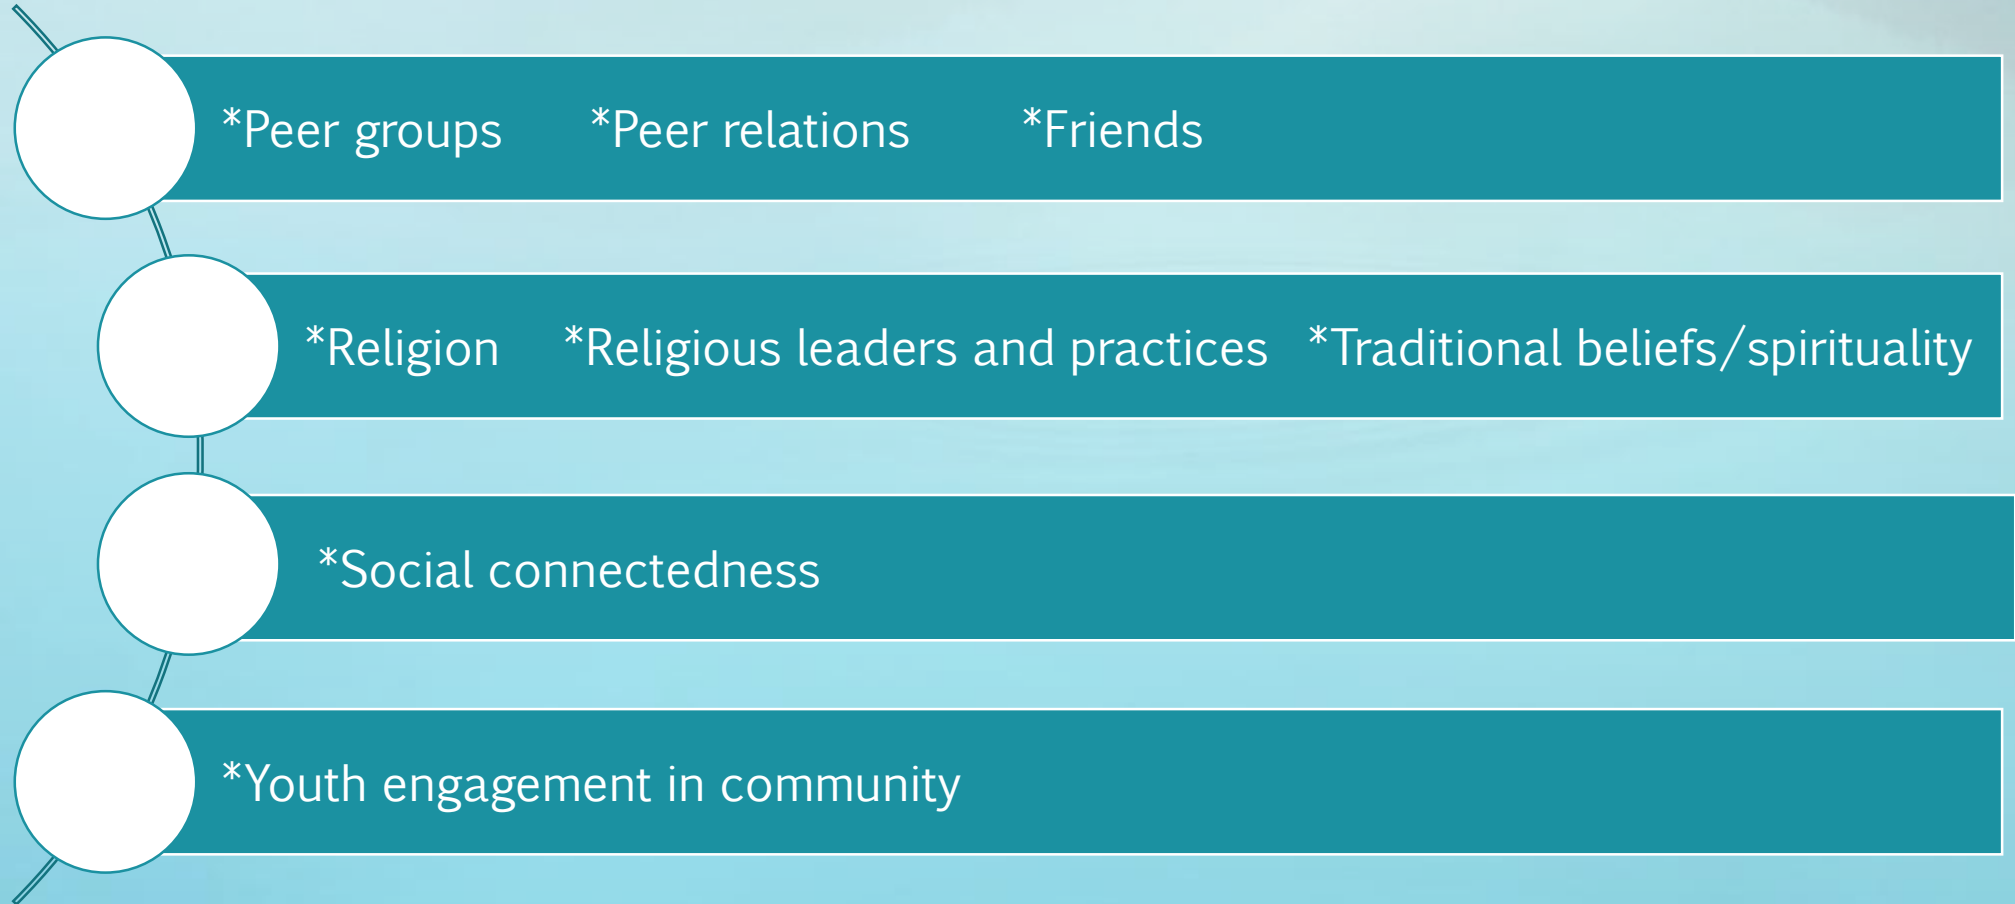 *Peer groups *Peer relations *Friends
*Religion *Religious leaders and practices *Traditional beliefs/spirituality
*Social connectedness
*Youth engagement in community